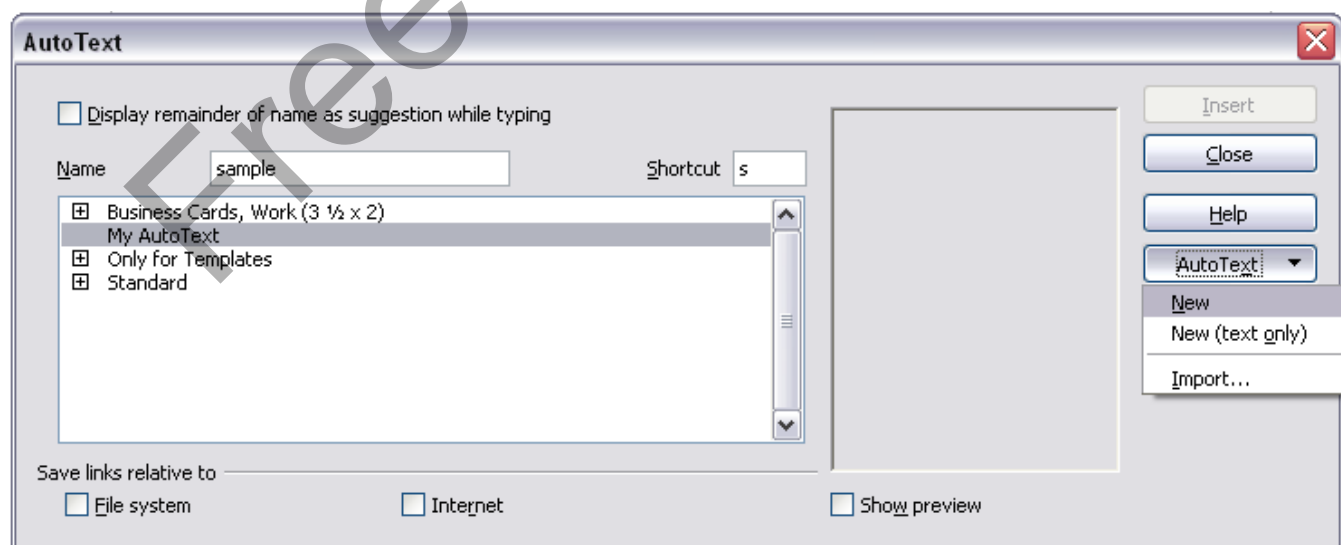 AutoText
Display remainder of name as suggestion while typing
Insert
Close
Name sample Shortcut s
Business Cards, Work (3 ½ x 2)
My AutoText
Only for Templates
Standard
Help
AutoText
New
New (text only)
Import...
Save links relative to
File system Internet Show preview
Free